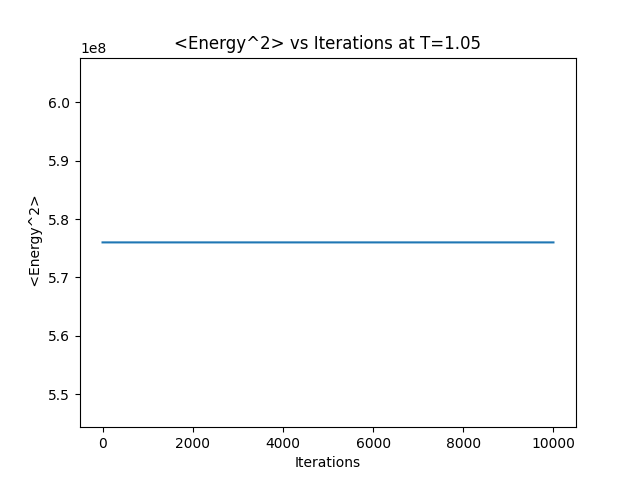 <Energy^2> vs Iterations at T=1.05
1e8
6.0
5.9
5.8
5.7
5.6
5.5
<Energy^2>
0 2000 4000 6000 8000 10000
Iterations